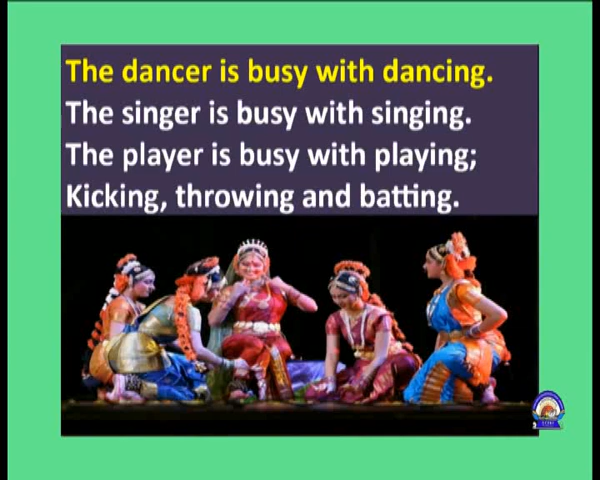 The dancer is busy with dancing.
The singer is busy with singing.
The player is busy with playing;
Kicking, throwing and batting.